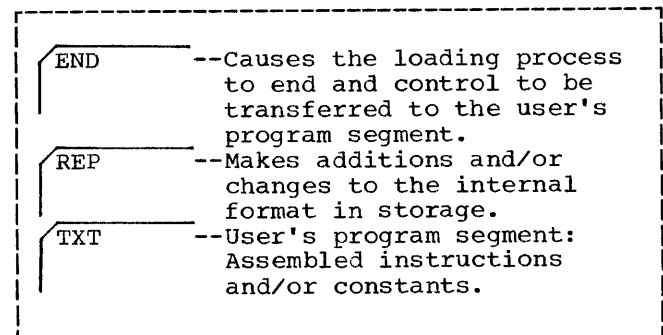 END --Causes the loading process
to end and control to be
transferred to the user's
program segment.
REP --Makes additions and/or
changes to the internal
format in storage.
TXT --User's program segment:
Assembled instructions
and/or constants.